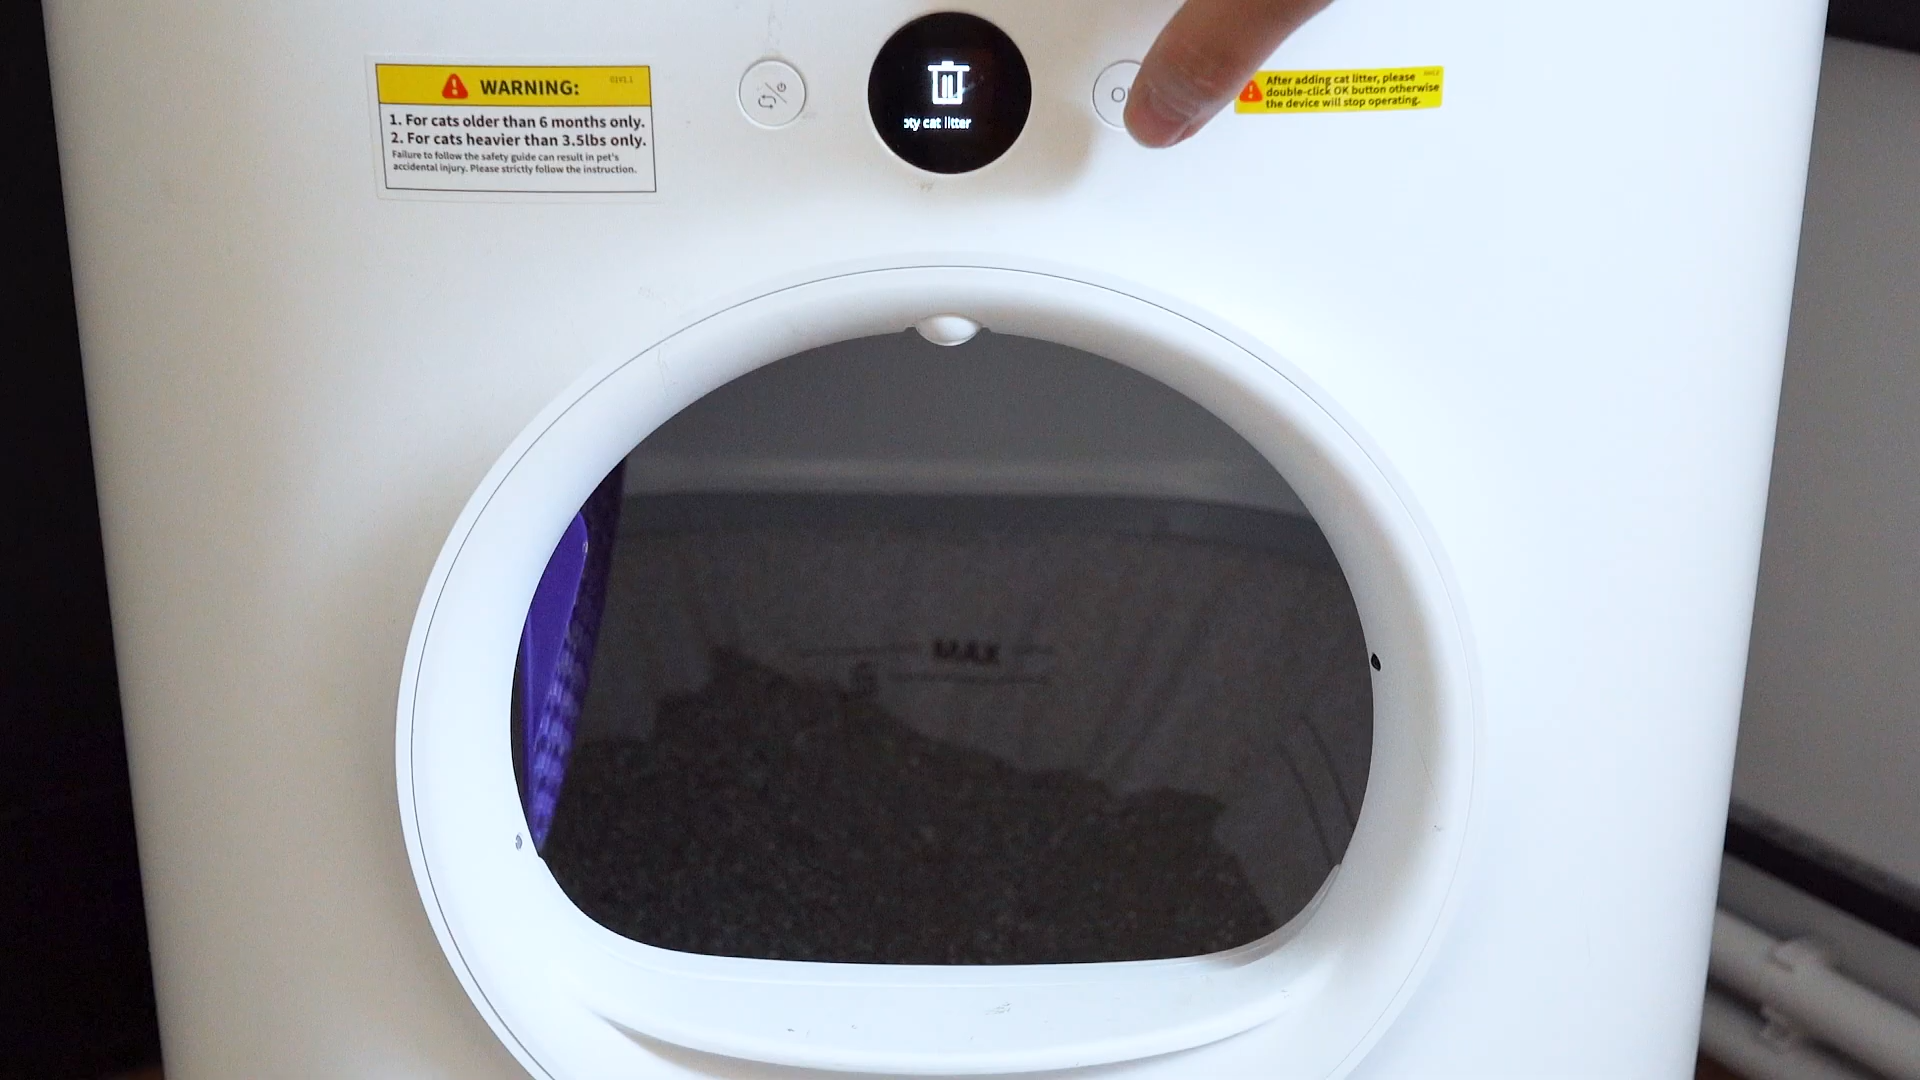 WARNING:
1. For cats older than 6 months only.
2. For cats heavier than 3.5lbs only.
Failure to follow the safety guide can result in pet's
accidental injury. Please strictly follow the instruction.
cat litter
After adding cat litter, please
double-click OK button otherwise
the device will stop operating.
MAX